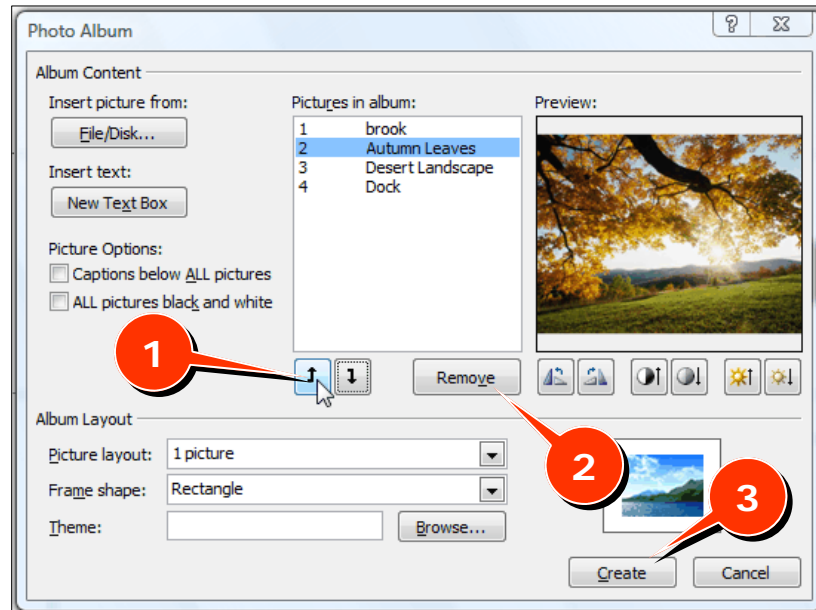 Photo Album
Album Content
Insert picture from:
File/Disk...
Insert text:
New Text Box
Picture Options:
Captions below ALL pictures
ALL pictures black and white
Pictures in album:
1 brook
2 Autumn Leaves
3 Desert Landscape
4 Dock
Remove
Preview:
1
2
3
Album Layout
Picture layout: 1 picture
Frame shape: Rectangle
Theme:
Browse...
Create
Cancel